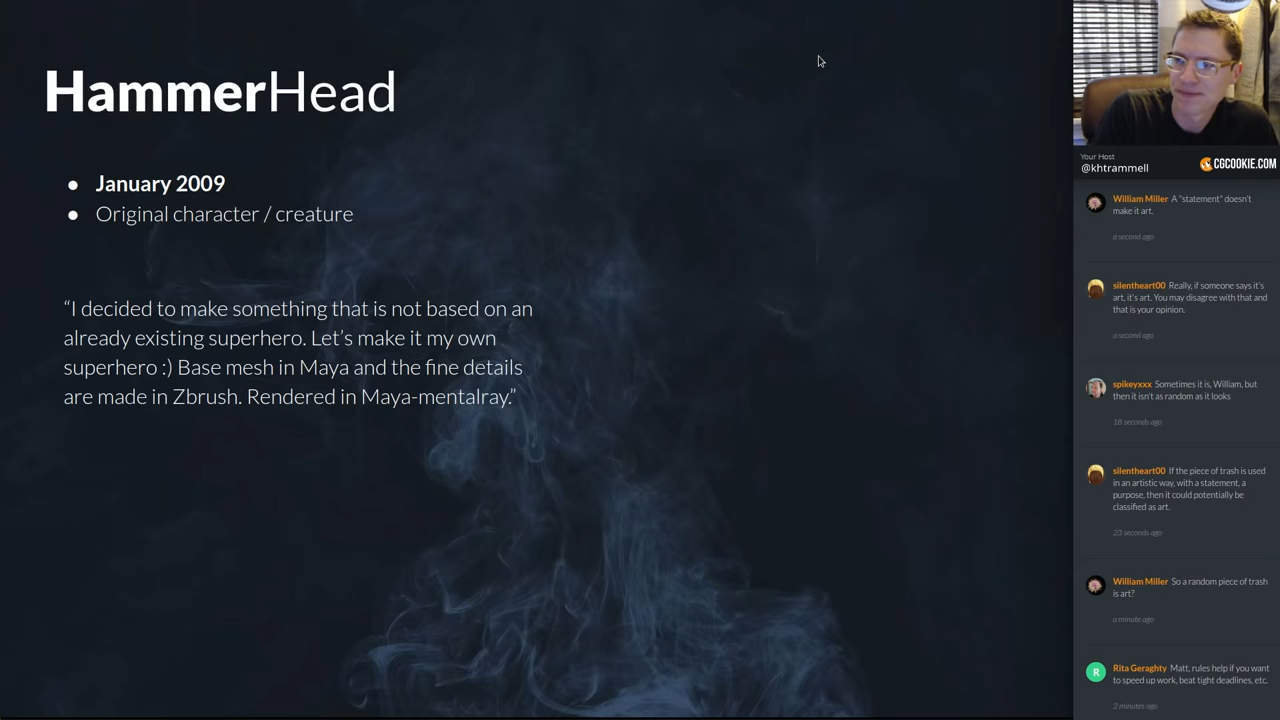 HammerHead
● January 2009
● Original character / creature
“I decided to make something that is not based on an
already existing superhero. Let’s make it my own
superhero :) Base mesh in Maya and the fine details
are made in Zbrush. Rendered in Maya-mentalray.”
Your Host
@khtrammell
CGCOOKIE.COM
William Miller A "statement" doesn't
make it art.
a second ago
silentheart00 Really, if someone says it's
art, it's art. You may disagree with that and
that is your opinion.
a second ago
spikeyxxx Sometimes it is, William, but
then it isn't as random as it looks
18 seconds ago
silentheart00 If the piece of trash is used
in an artistic way, with a statement, a
purpose, then it could potentially be
classified as art.
23 seconds ago
William Miller So a random piece of trash
is art?
a minute ago
R
Rita Geraghty Matt, rules help if you want
to speed up work, beat tight deadlines, etc.
2 minutes ago